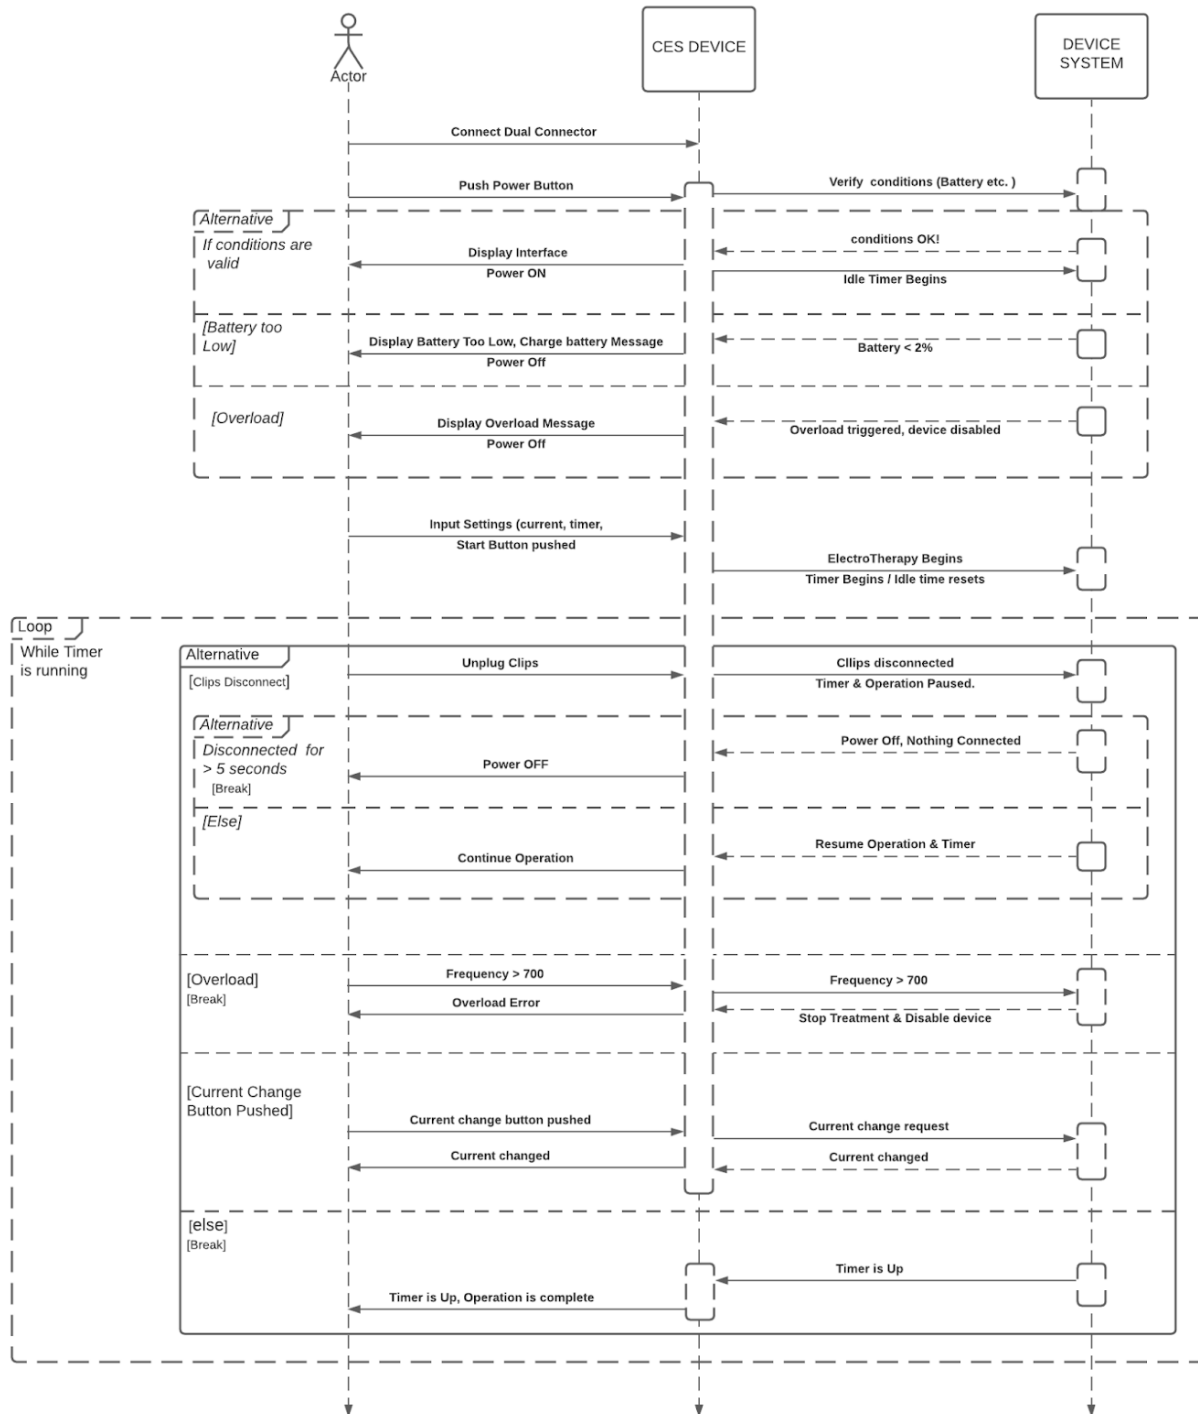 Actor
CES DEVICE
DEVICE
SYSTEM
Connect Dual Connector
Push Power Button
Verify conditions (Battery etc. )
Alternative
If conditions are
valid
conditions OK!
Display Interface
Power ON
Idle Timer Begins
[Battery too
Low]
Display Battery Too Low, Charge battery Message
Power Off
Battery < 2%
[Overload]
Display Overload Message
Power Off
Overload triggered, device disabled
Input Settings (current, timer,
Start Button pushed
ElectroTherapy Begins
Timer Begins / Idle time resets
Loop
While Timer
is running
Alternative
[Clips Disconnect]
Unplug Clips
Cllips disconnected
Timer & Operation Paused.
Alternative
Disconnected for
> 5 seconds
[Break]
Power Off, Nothing Connected
Power OFF
[Else]
Resume Operation & Timer
Continue Operation
[Overload]
[Break]
Frequency > 700
Frequency > 700
Overload Error
Stop Treatment & Disable device
[Current Change
Button Pushed]
Current change button pushed
Current change request
Current changed
Current changed
[else]
[Break]
Timer is Up
Timer is Up, Operation is complete